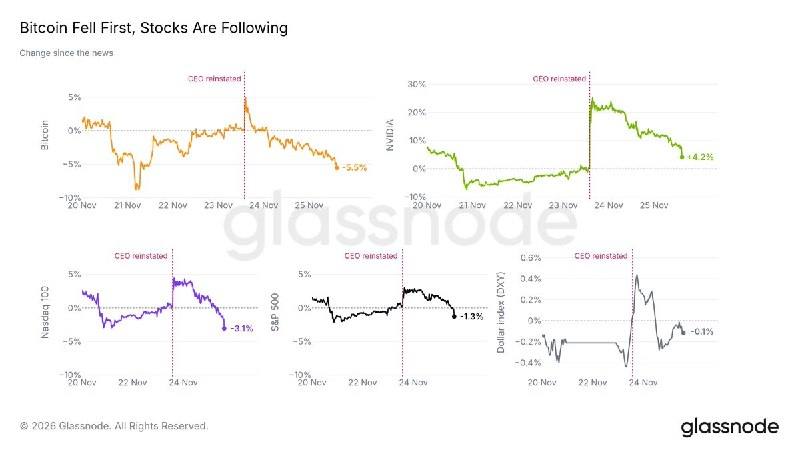 Bitcoin Fell First, Stocks Are Following
Change since the news
CEO reinstated
CEO reinstated
Bitcoin
5%
0%
−5%
−10%
20 Nov 21 Nov 22 Nov 23 Nov 24 Nov 25 Nov
-5.5%
NVIDIA
30%
20%
10%
0%
−10%
20 Nov 21 Nov 22 Nov 23 Nov 24 Nov 25 Nov
+4.2%
glassnode
CEO reinstated
CEO reinstated
CEO reinstated
Nasdaq 100
5%
0%
−5%
−10%
20 Nov 22 Nov 24 Nov
-3.1%
S&P 500
5%
0%
−5%
−10%
20 Nov 22 Nov 24 Nov
-1.3%
Dollar index (DXY)
0.6%
0.4%
0.2%
0%
−0.2%
−0.4%
20 Nov 22 Nov 24 Nov
-0.1%
© 2026 Glassnode. All Rights Reserved.
glassnode